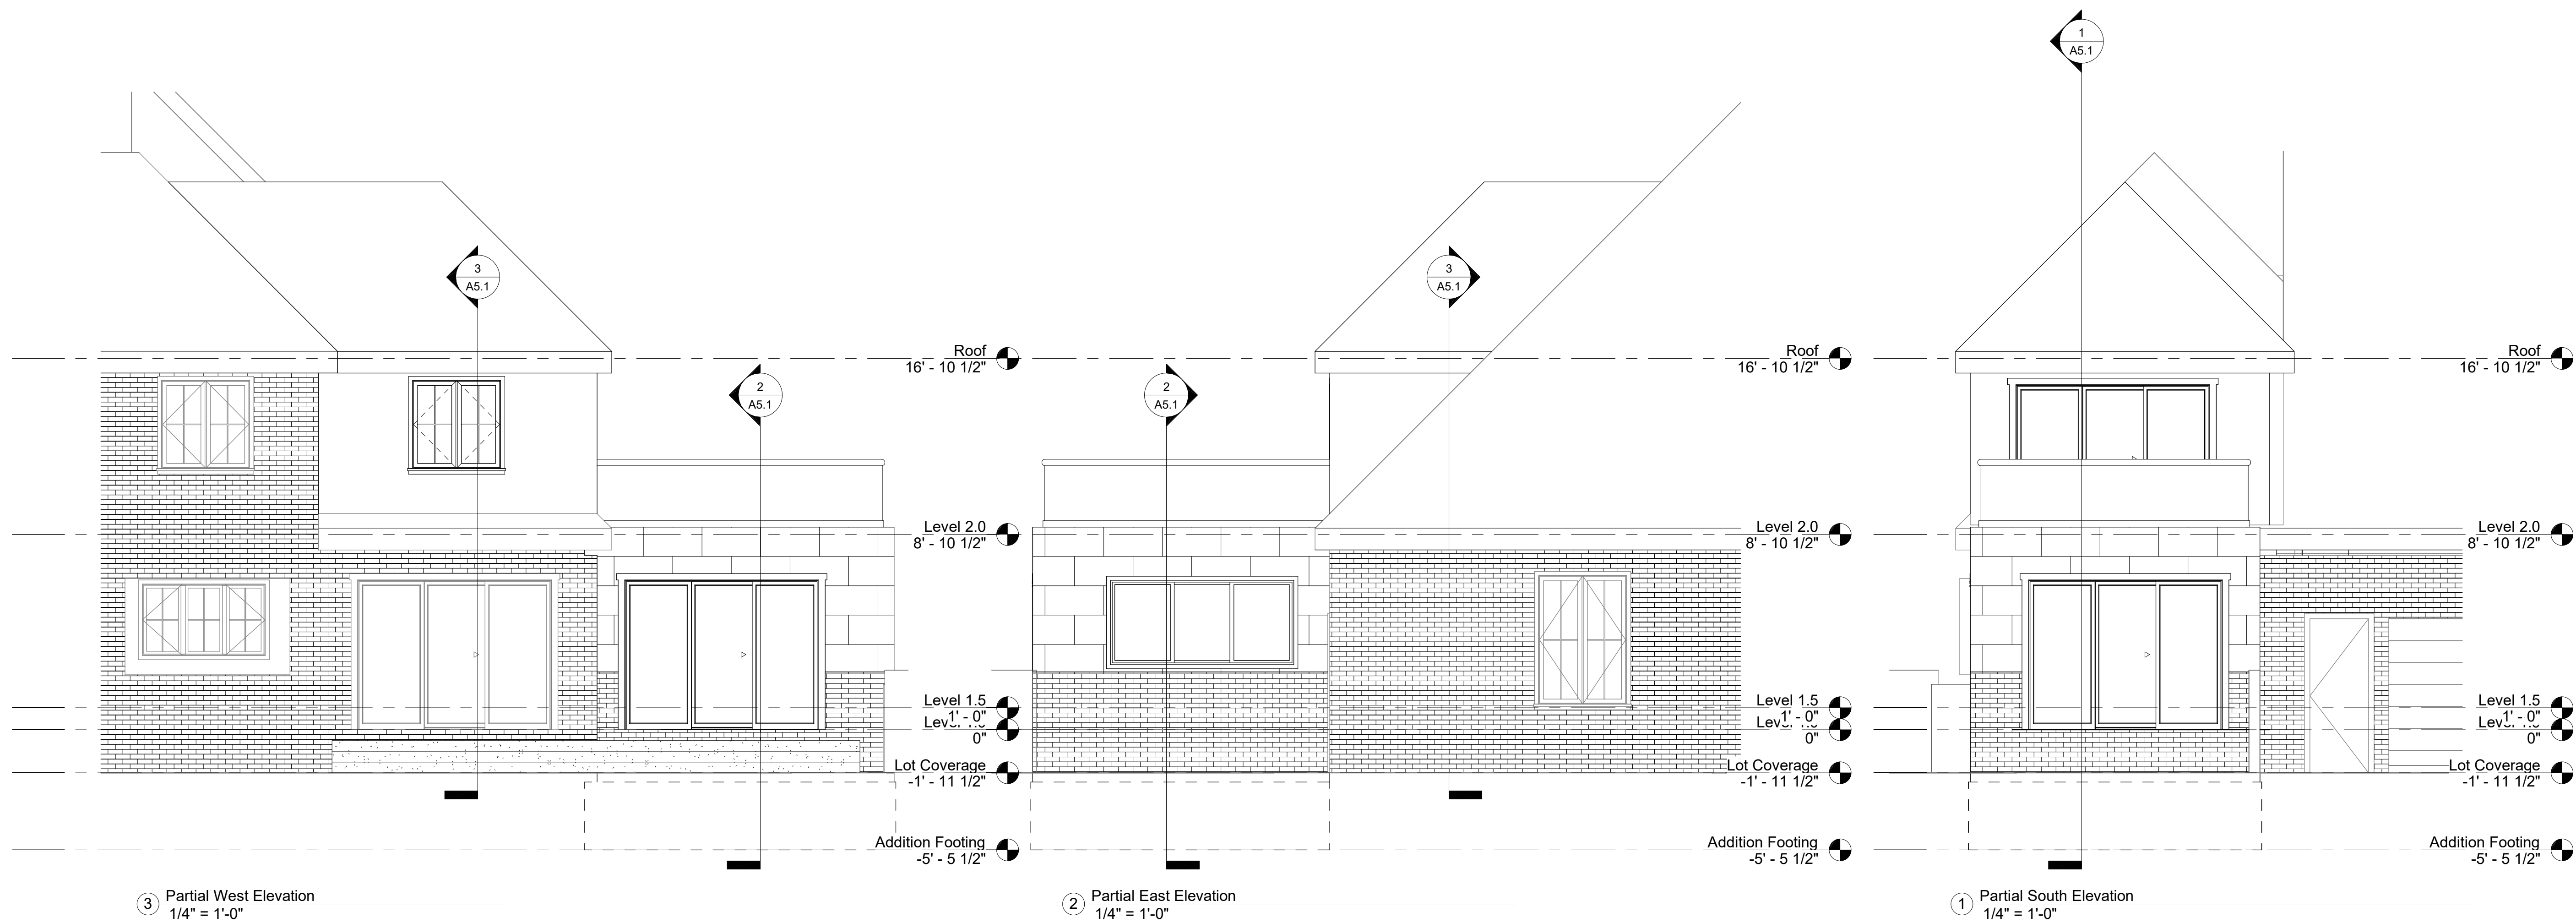 3
A5.1
2
A5.1
Roof
16' - 10 1/2"
Level 2.0
8' - 10 1/2"
Level 1.5
1' - 0"
0"
Lot Coverage
-1' - 11 1/2"
Addition Footing
-5' - 5 1/2"
3 Partial West Elevation
1/4" = 1'-0"
2
A5.1
3
A5.1
Roof
16' - 10 1/2"
Level 2.0
8' - 10 1/2"
Level 1.5
1' - 0"
0"
Lot Coverage
-1' - 11 1/2"
Addition Footing
-5' - 5 1/2"
2 Partial East Elevation
1/4" = 1'-0"
1
A5.1
Roof
16' - 10 1/2"
Level 2.0
8' - 10 1/2"
Level 1.5
1' - 0"
0"
Lot Coverage
-1' - 11 1/2"
Addition Footing
-5' - 5 1/2"
1 Partial South Elevation
1/4" = 1'-0"